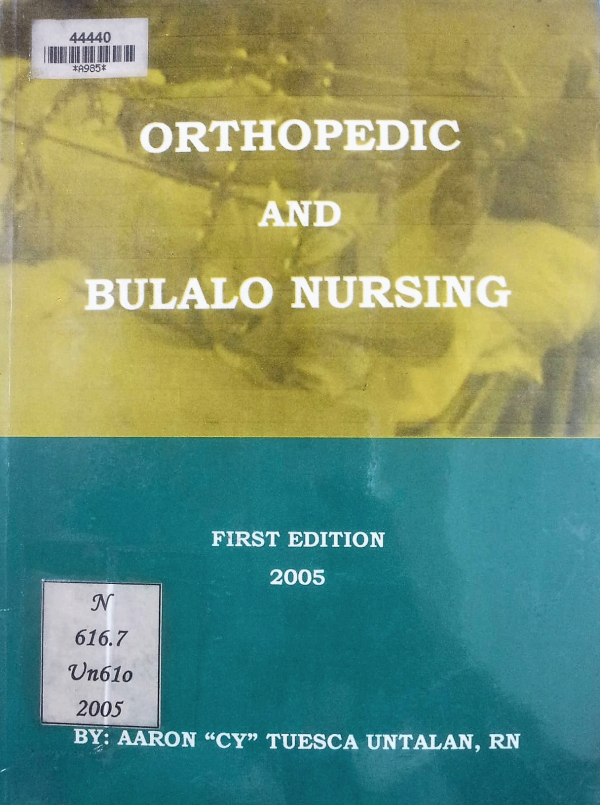 44440
*A985*
ORTHOPEDIC
AND
BULALO NURSING
FIRST EDITION
2005
N
616.7
Un61o
2005
BY: AARON “CY” TUESCA UNTALAN, RN